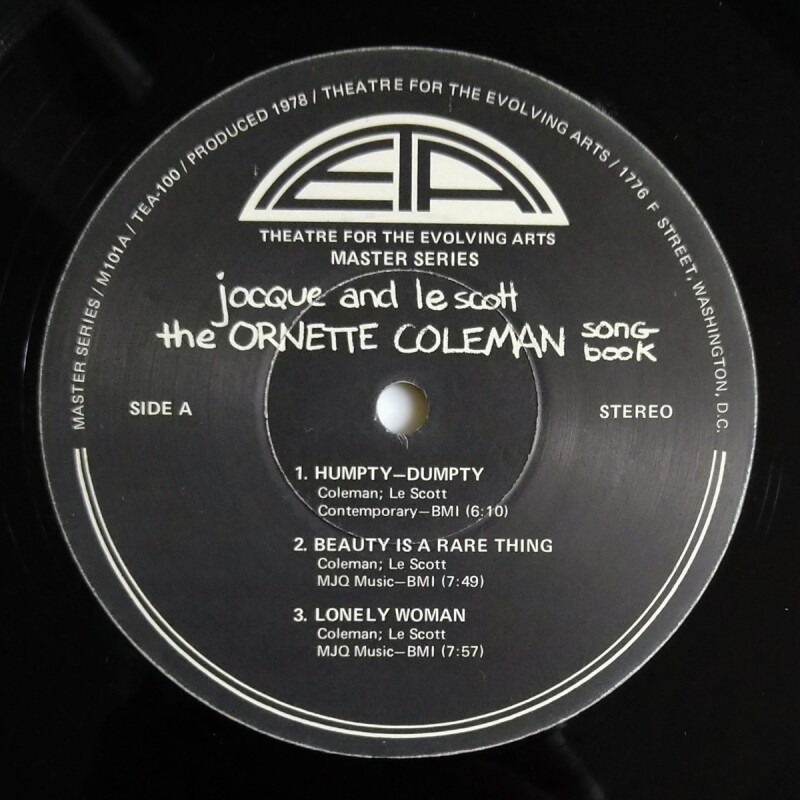 MASTER SERIES / M101A / TEA-100 / PRODUCED 1978 / THEATRE FOR THE EVOLVING ARTS / 1776 F STREET, WASHINGTON, D.C.
ETA
THEATRE FOR THE EVOLVING ARTS
MASTER SERIES
jocque and le scott
the ORNETTE COLEMAN song book
SIDE A
STEREO
1. HUMPTY–DUMPTY
Coleman; Le Scott
Contemporary–BMI (6:10)
2. BEAUTY IS A RARE THING
Coleman; Le Scott
MJQ Music–BMI (7:49)
3. LONELY WOMAN
Coleman; Le Scott
MJQ Music–BMI (7:57)